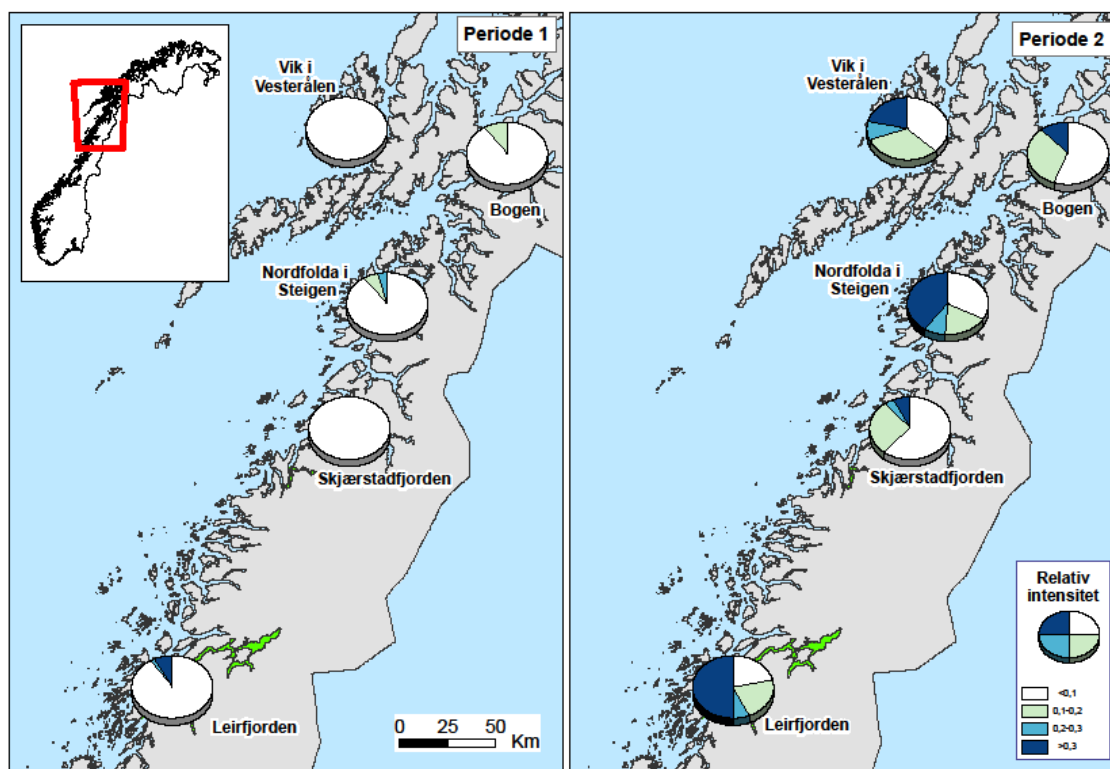 Periode 1
Vik i
Vesterålen
Bogen
Nordfolda i
Steigen
Skjærstadfjorden
Leirfjorden
0 25 50
Km
Periode 2
Vik i
Vesterålen
Bogen
Nordfolda i
Steigen
Skjærstadfjorden
Leirfjorden
Relativ
intensitet
<0,1
0,1-0,2
0,2-0,3
>0,3